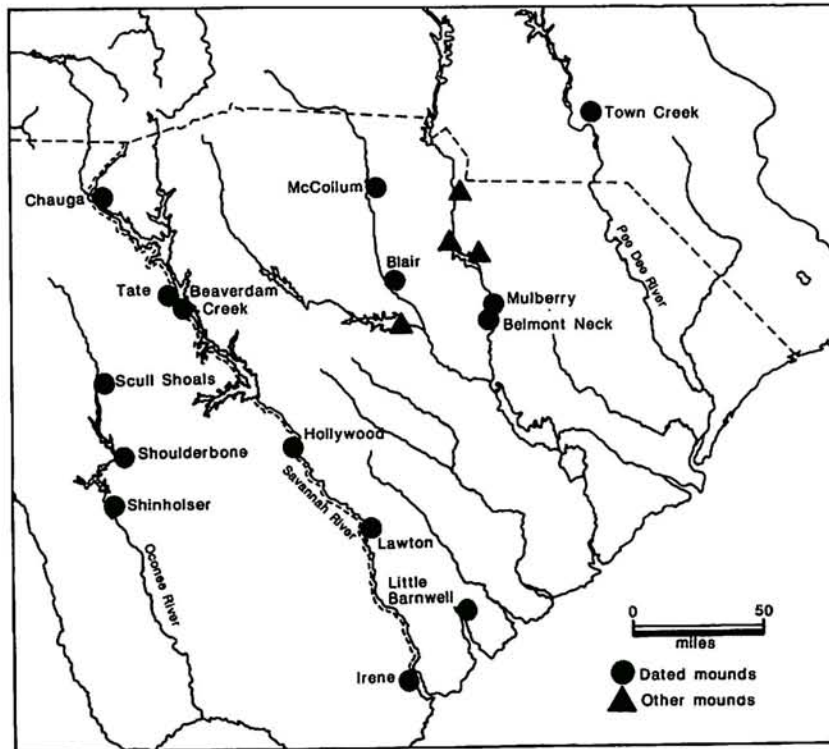 Town Creek
Chauga
McCollum
Pee Dee River
Blair
Tate
Beaverdam
Creek
Mulberry
Belmont Neck
Scull Shoals
Hollywood
Shoulderbone
Savannah River
Shinholser
Lawton
Oconee River
Little
Barnwell
0 50
miles
Irene
Dated mounds
Other mounds